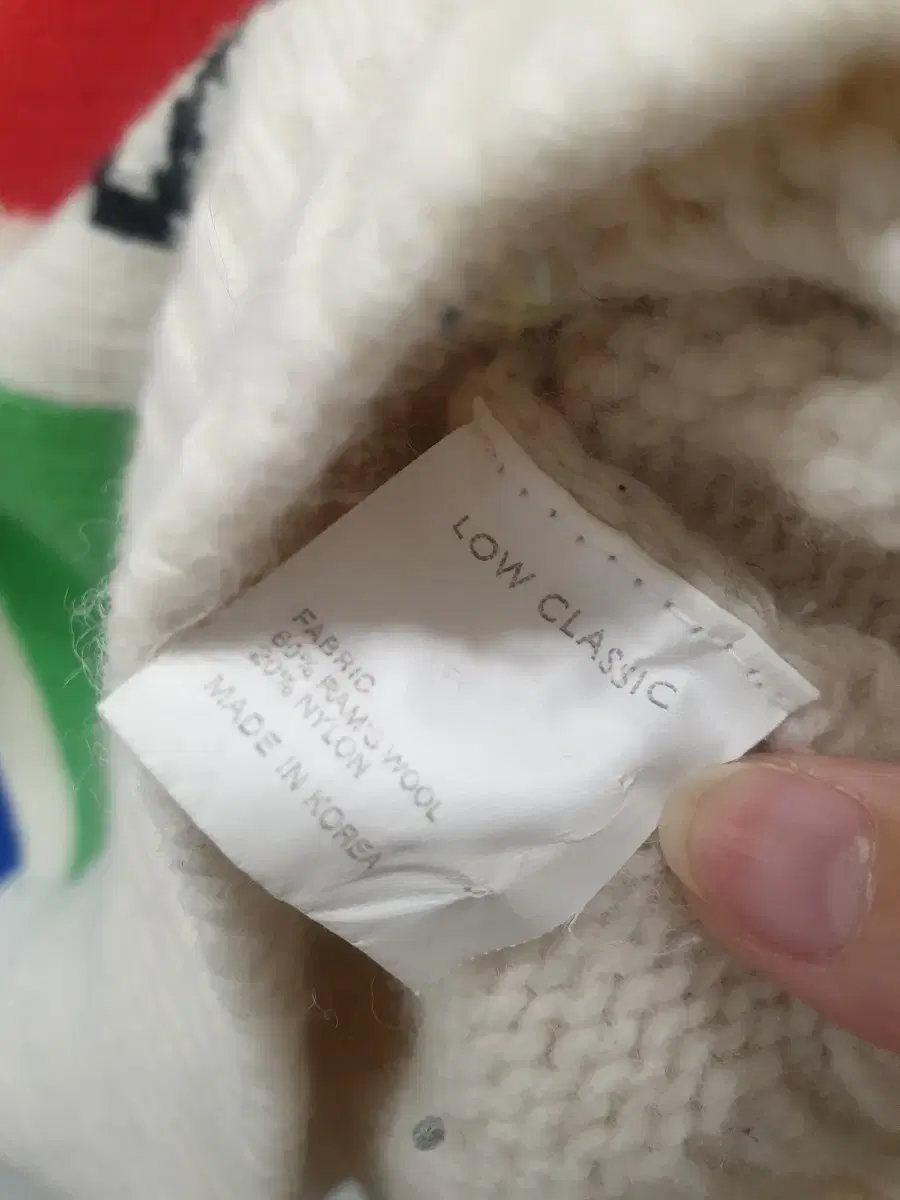 LOW CLASSIC
FABRIC
80% RAM'S WOOL
20% NYLON
MADE IN KOREA